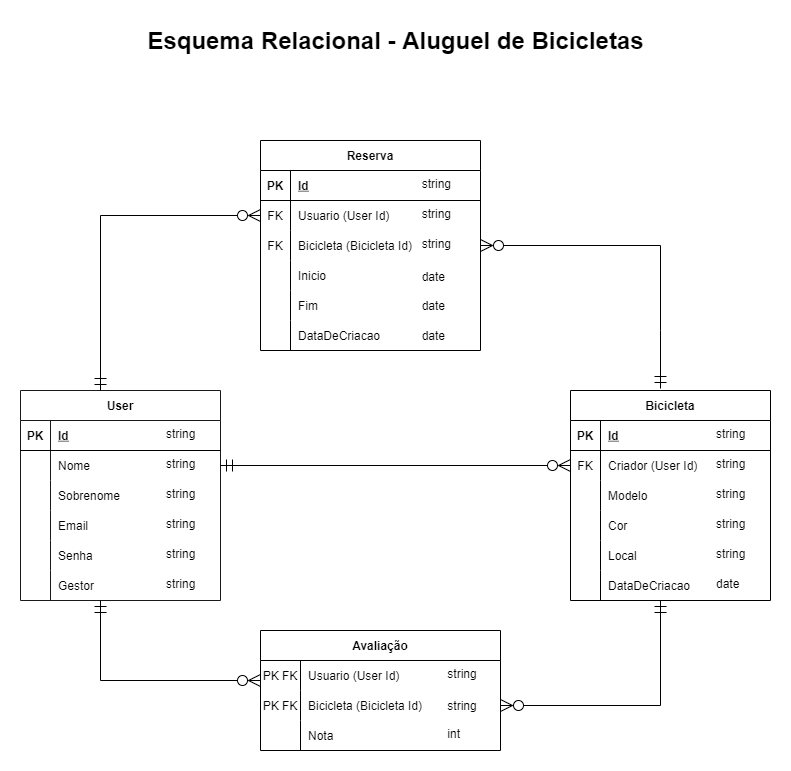 Esquema Relacional - Aluguel de Bicicletas
Reserva
PK Id string
FK Usuario (User Id) string
FK Bicicleta (Bicicleta Id) string
Inicio date
Fim date
DataDeCriacao date
User
PK Id string
Nome string
Sobrenome string
Email string
Senha string
Gestor string
Bicicleta
PK Id string
FK Criador (User Id) string
Modelo string
Cor string
Local string
DataDeCriacao date
Avaliação
PK FK Usuario (User Id) string
PK FK Bicicleta (Bicicleta Id) string
Nota int